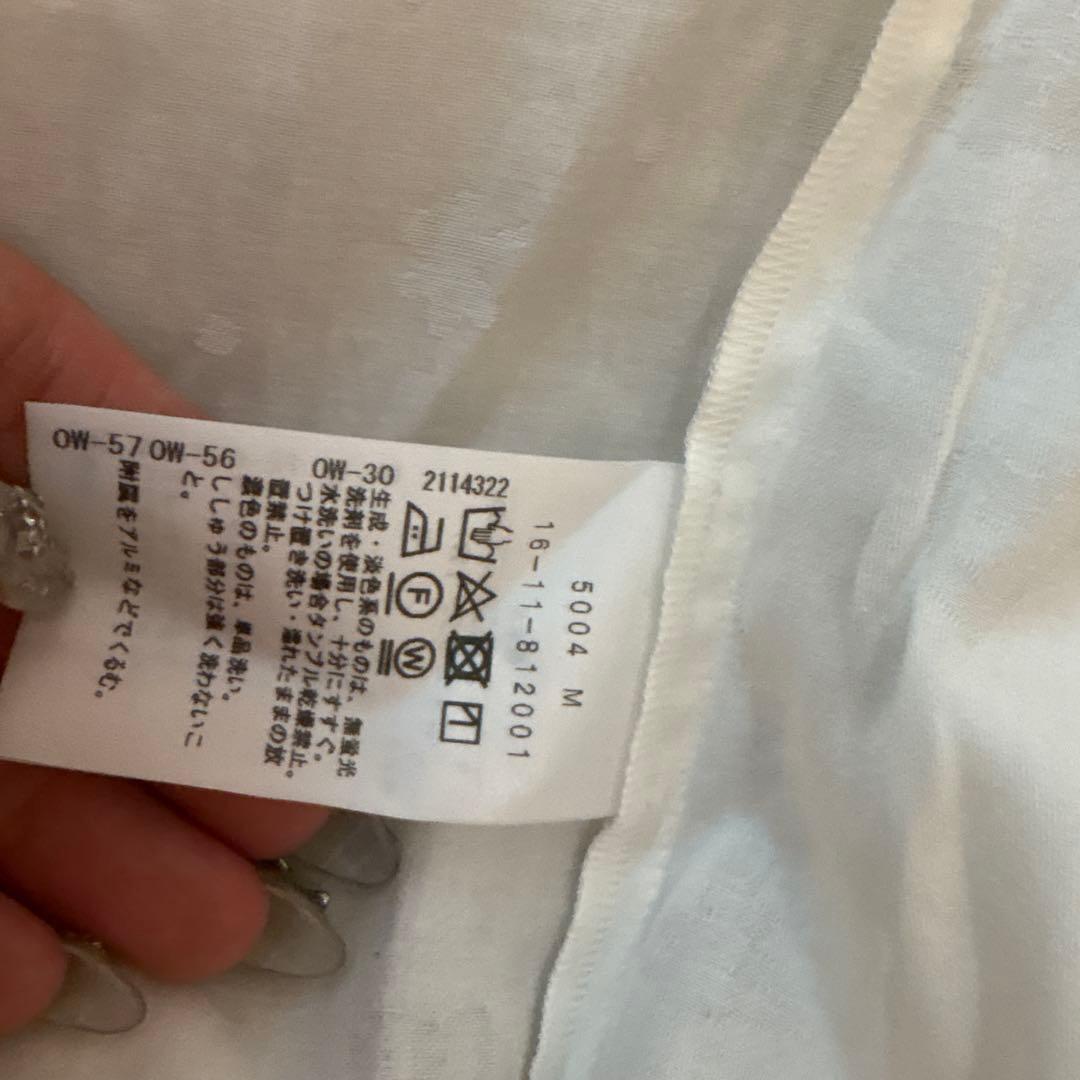 5004 M
16-11-812001
2114322
F
W
OW-30
生成・淡色系のものは、無蛍光
洗剤を使用し、十分にすすぐ。
水洗いの場合タンブル乾燥禁止。
つけ置き洗い・濡れたままの放
置禁止。
OW-56
濃色のものは、単品洗い。
ししゅう部分は強く洗わないこ
と。
OW-57
附属をアルミなどでくるむ。